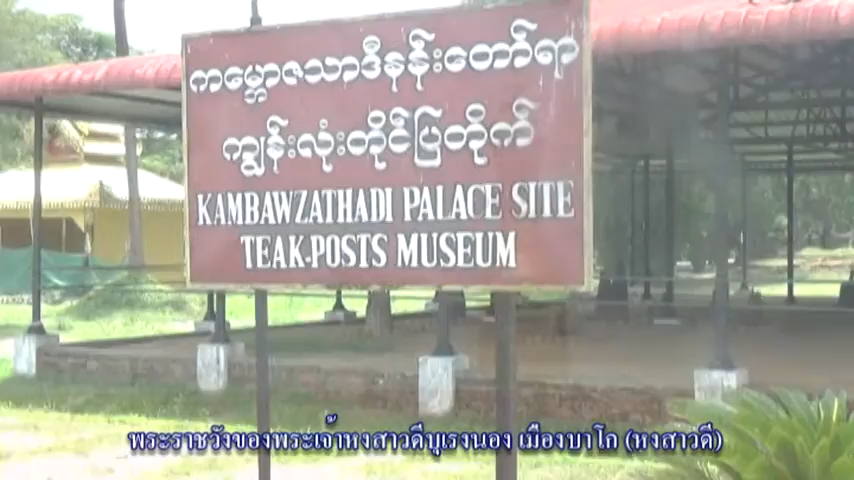 ကမ္ဘောဇသာဒီနန်းတော်ရာ
ကျွန်းလုံးတိုင်ပြတိုက်
KAMBAWZATHADI PALACE SITE
TEAK-POSTS MUSEUM
พระราชวังของพระเจ้าหงสาวดีบุเรงนอง เมืองบาโก (หงสาวดี)